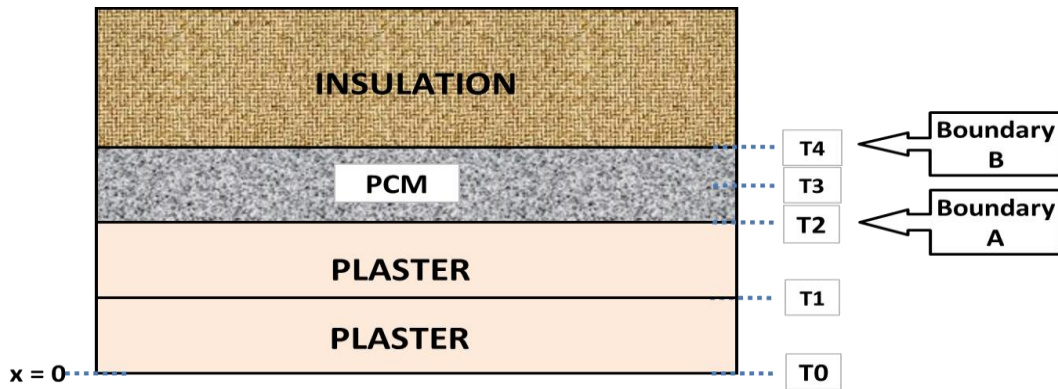 INSULATION
Boundary
B
T4
PCM
T3
Boundary
A
T2
PLASTER
T1
PLASTER
x = 0
T0